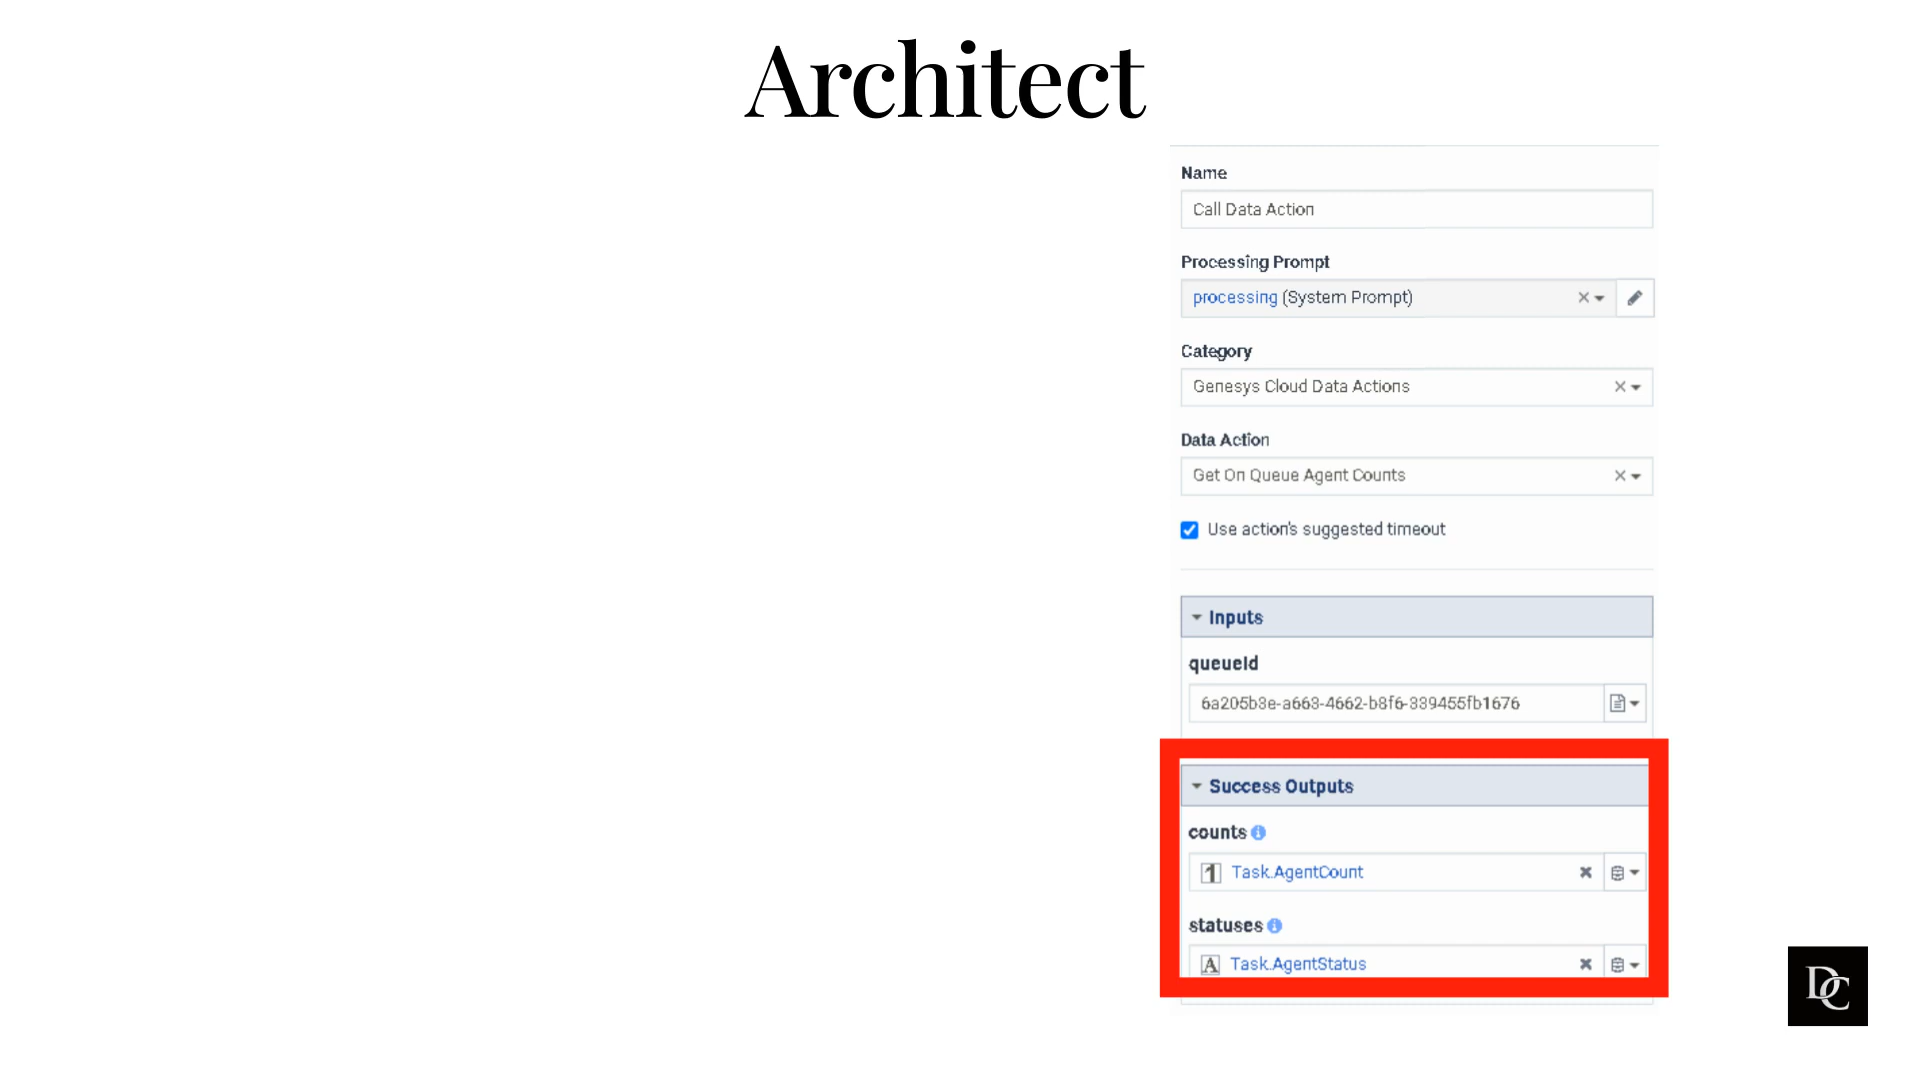 Architect
Name
Call Data Action
Processing Prompt
processing (System Prompt)
Category
Genesys Cloud Data Actions
Data Action
Get On Queue Agent Counts
Use action's suggested timeout
Inputs
queueId
6a205b3e-a663-4662-b8f6-339455fb1676
Success Outputs
counts
1 Task.AgentCount
statuses
A Task.AgentStatus
DC